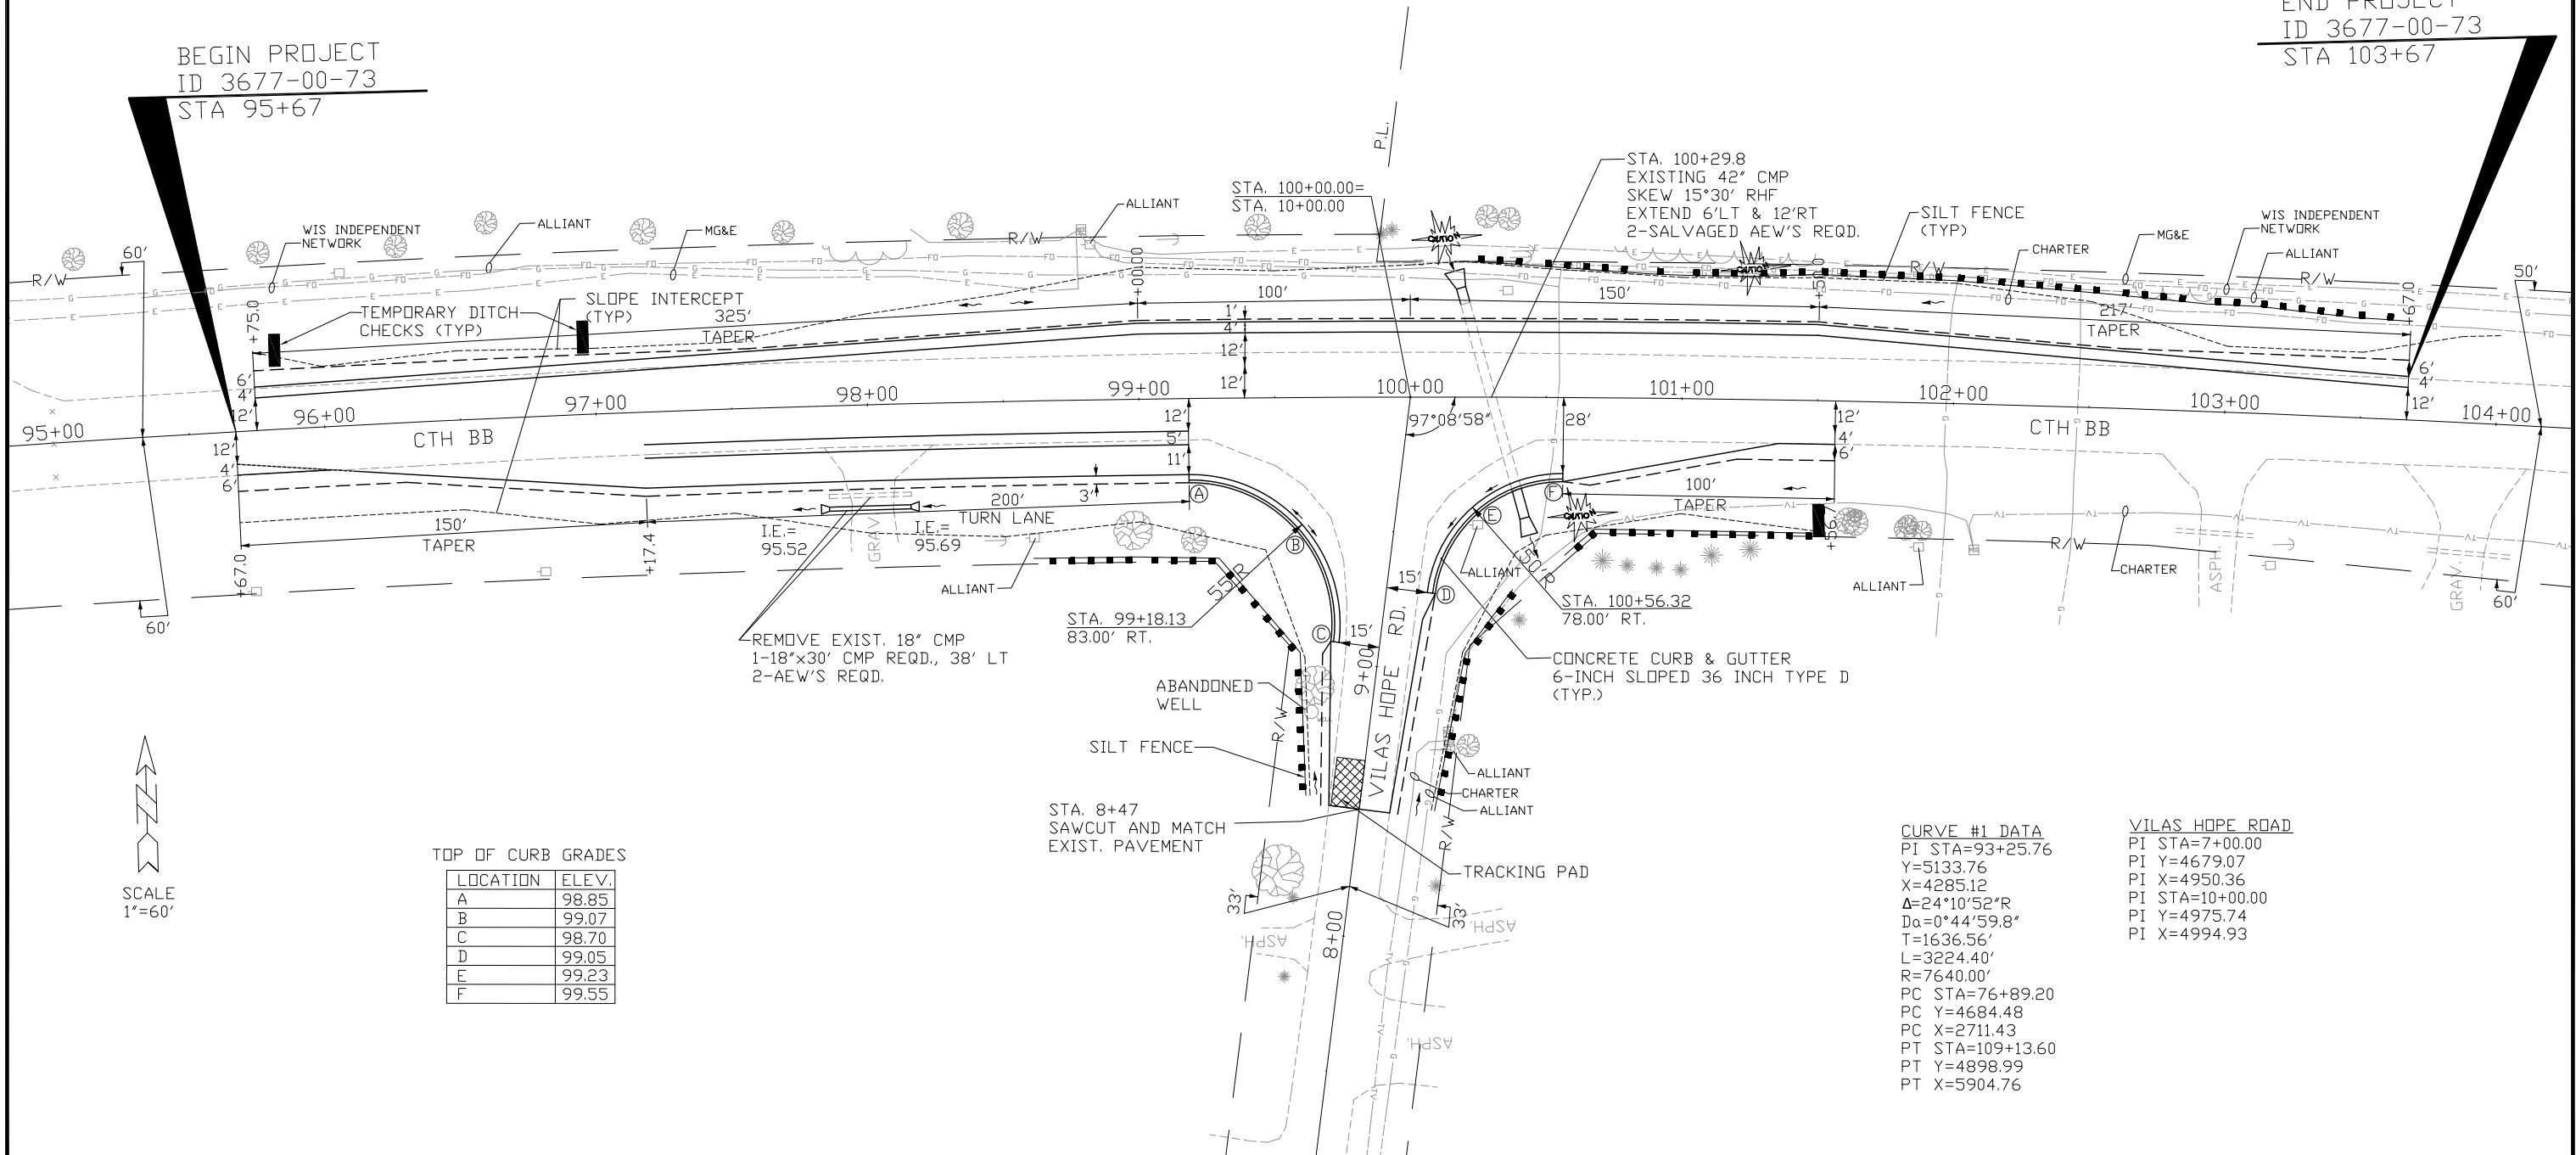 BEGIN PROJECT
ID 3677-00-73
STA 95+67
END PROJECT
ID 3677-00-73
STA 103+67
P.L.
STA. 100+00.00=
STA. 10+00.00
STA. 100+29.8
EXISTING 42" CMP
SKEW 15°30' RHF
EXTEND 6'LT & 12'RT
2-SALVAGED AEW'S REQD.
SILT FENCE
(TYP)
CHARTER
MG&E
WIS INDEPENDENT
NETWORK
ALLIANT
R/W
50'
60'
R/W
WIS INDEPENDENT
NETWORK
ALLIANT
MG&E
R/W
ALLIANT
CAUTION
CAUTION
R/W
+75.0
TEMPORARY DITCH
CHECKS (TYP)
SLOPE INTERCEPT
(TYP)
325'
TAPER
+00.00
100'
150'
+50.0
217'
TAPER
+67.0
1'
4'
12'
12'
6'
4'
12'
6'
4'
12'
95+00
96+00
97+00
98+00
99+00
100+00
101+00
102+00
103+00
104+00
CTH BB
CTH BB
97°08'58"
28'
12'
5'
11'
12'
4'
6'
12'
4'
6'
150'
TAPER
+67.0
+17.4
200'
TURN LANE
3'
I.E.=
95.52
GRAV
I.E.=
95.69
A
B
C
D
E
F
55'R
50'R
15'
15'
CAUTION
100'
TAPER
+56.7
ALLIANT
ALLIANT
ALLIANT
R/W
CHARTER
ASPH
GRAV.
60'
60'
STA. 99+18.13
83.00' RT.
STA. 100+56.32
78.00' RT.
REMOVE EXIST. 18" CMP
1-18"x30' CMP REQD., 38' LT
2-AEW'S REQD.
CONCRETE CURB & GUTTER
6-INCH SLOPED 36 INCH TYPE D
(TYP.)
ABANDONED
WELL
SILT FENCE
R/W
9+00
VILAS HOPE RD.
ALLIANT
CHARTER
ALLIANT
R/W
STA. 8+47
SAWCUT AND MATCH
EXIST. PAVEMENT
TRACKING PAD
33'
33'
8+00
ASPH.
ASPH.
ASPH.
SCALE
1"=60'
TOP OF CURB GRADES
LOCATION ELEV.
A 98.85
B 99.07
C 98.70
D 99.05
E 99.23
F 99.55
CURVE #1 DATA
PI STA=93+25.76
Y=5133.76
X=4285.12
Δ=24°10'52"R
Da=0°44'59.8"
T=1636.56'
L=3224.40'
R=7640.00'
PC STA=76+89.20
PC Y=4684.48
PC X=2711.43
PT STA=109+13.60
PT Y=4898.99
PT X=5904.76
VILAS HOPE ROAD
PI STA=7+00.00
PI Y=4679.07
PI X=4950.36
PI STA=10+00.00
PI Y=4975.74
PI X=4994.93